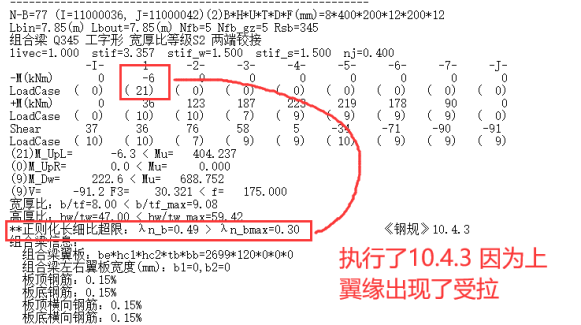 N-B=77 (I=11000036, J=11000042)(2)B*H*U*T*D*F(mm)=8*400*200*12*200*12
Lbin=7.85(m) Lbout=7.85(m) Nfb=5 Nfb_gz=5 Rsb=345
组合梁 Q345 工字形 宽厚比等级S2 两端铰接
livec=1.000 stif=3.357 stif_w=1.500 stif_s=1.500 nj=0.400
-I- 1 -2- -3- -4- -5- -6- -7- -J-
-M(kNm) 0 -6 0 0 0 0 0 0 0
LoadCase ( 0) (21) ( 0) ( 0) ( 0) ( 0) ( 0) ( 0) ( 0)
+M(kNm) 0 36 123 187 223 219 178 90 0
LoadCase ( 0) (10) (10) ( 7) ( 9) ( 9) ( 9) ( 9) ( 0)
Shear 37 36 76 58 5 -34 -71 -90 -91
LoadCase (10) (10) ( 7) ( 9) ( 9) (10) ( 9) ( 9) ( 9)
(21)M_UpL= -6.3 < Mu= 404.237
(0)M_UpR= 0.0 < Mu= 0.000
(9)M_Dw= 222.6 < Mu= 688.752
(9)V= -91.2 F3= 30.321 < f= 175.000
宽厚比: b/tf=8.00 < b/tf_max=9.08
高厚比: hw/tw=47.00 < hw/tw_max=59.42
**正则化长细比超限: λn_b=0.49 > λn_bmax=0.30 《钢规》10.4.3
组合梁信息:
组合梁翼板: be*hc1*hc2*tb*bb=2699*120*0*0*0
组合梁左右翼板宽度(mm): b1=0,b2=0
板顶钢筋: 0.15%
板底钢筋: 0.15%
板顶横向钢筋: 0.15%
板底横向钢筋: 0.15%
执行了10.4.3 因为上
翼缘出现了受拉